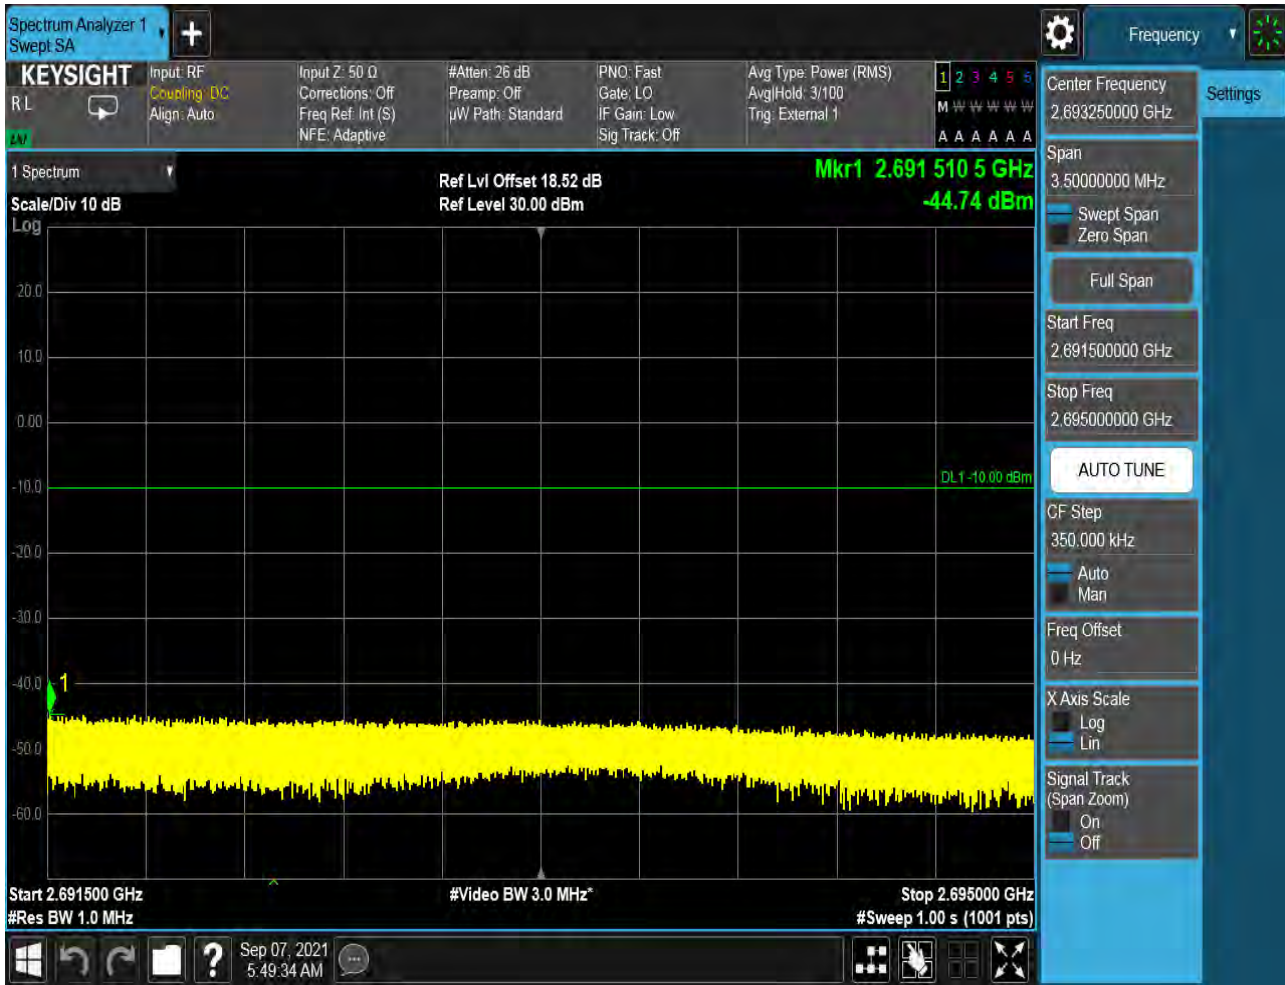 Spectrum Analyzer 1
Swept SA
+
Frequency
KEYSIGHT
R L
Input: RF
Coupling: DC
Align: Auto
Input Z: 50 Ω
Corrections: Off
Freq Ref: Int (S)
NFE: Adaptive
#Atten: 26 dB
Preamp: Off
µW Path: Standard
PNO: Fast
Gate: LO
IF Gain: Low
Sig Track: Off
Avg Type: Power (RMS)
Avg|Hold: 3/100
Trig: External 1
1 2 3 4 5 6
M W W W W W
A A A A A A
1 Spectrum
Scale/Div 10 dB
Log
Ref Lvl Offset 18.52 dB
Ref Level 30.00 dBm
Mkr1 2.691 510 5 GHz
-44.74 dBm
20.0
10.0
0.00
-10.0
-20.0
-30.0
-40.0
-50.0
-60.0
DL1 -10.00 dBm
1
Start 2.691500 GHz
#Res BW 1.0 MHz
#Video BW 3.0 MHz*
Stop 2.695000 GHz
#Sweep 1.00 s (1001 pts)
?
Sep 07, 2021
5:49:34 AM
Center Frequency
2.693250000 GHz
Settings
Span
3.50000000 MHz
Swept Span
Zero Span
Full Span
Start Freq
2.691500000 GHz
Stop Freq
2.695000000 GHz
AUTO TUNE
CF Step
350.000 kHz
Auto
Man
Freq Offset
0 Hz
X Axis Scale
Log
Lin
Signal Track
(Span Zoom)
On
Off